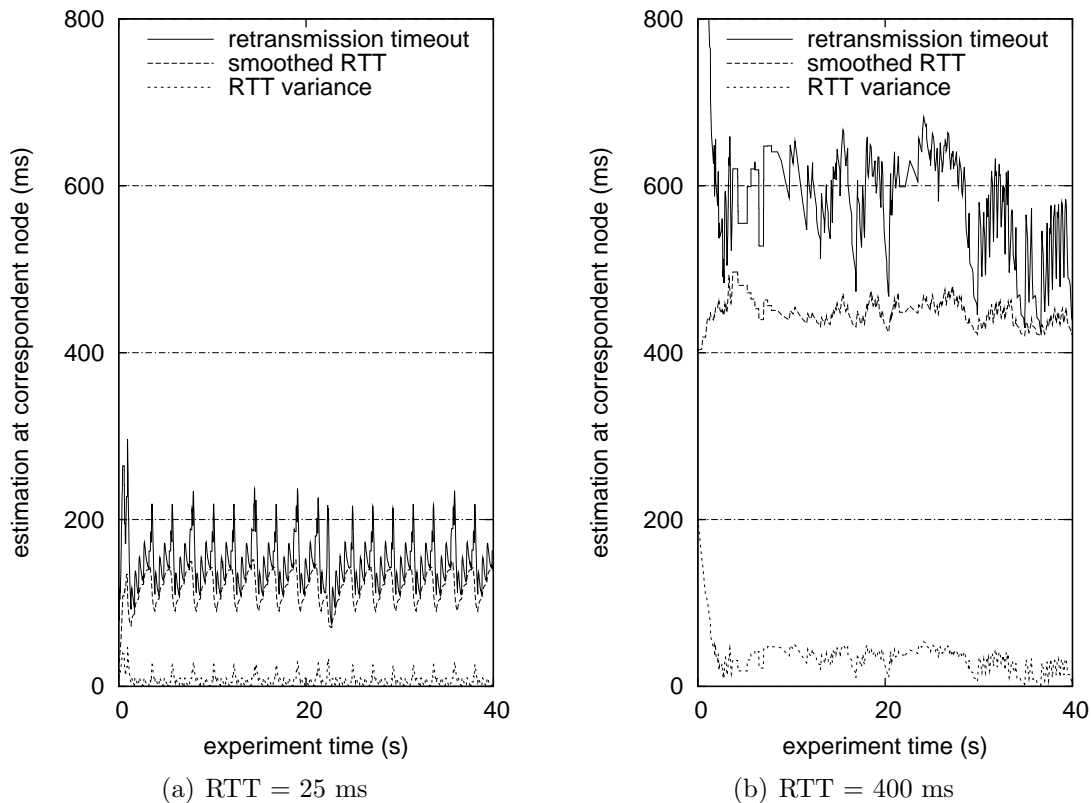 800
600
400
200
0
0
20
40
estimation at correspondent node (ms)
experiment time (s)
retransmission timeout
smoothed RTT
RTT variance
(a) RTT = 25 ms
800
600
400
200
0
0
20
40
estimation at correspondent node (ms)
experiment time (s)
retransmission timeout
smoothed RTT
RTT variance
(b) RTT = 400 ms